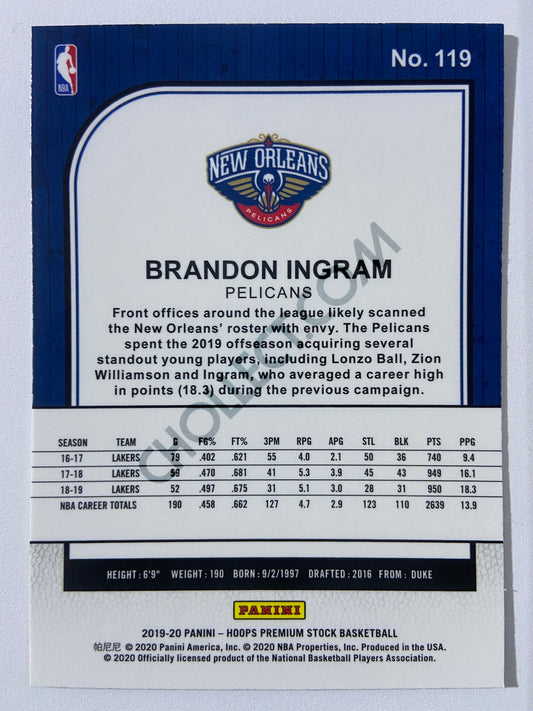 NBA
No. 119
NEW ORLEANS
PELICANS
BRANDON INGRAM
PELICANS
Front offices around the league likely scanned
the New Orleans' roster with envy. The Pelicans
spent the 2019 offseason acquiring several
standout young players, including Lonzo Ball, Zion
Williamson and Ingram, who averaged a career high
in points (18.3) during the previous campaign.
CHOLLECT.COM
SEASON TEAM G FG% FT% 3PM RPG APG STL BLK PTS PPG
16-17 LAKERS 79 .402 .621 55 4.0 2.1 50 36 740 9.4
17-18 LAKERS 59 .470 .681 41 5.3 3.9 45 43 949 16.1
18-19 LAKERS 52 .497 .675 31 5.1 3.0 28 31 950 18.3
NBA CAREER TOTALS 190 .458 .662 127 4.7 2.9 123 110 2639 13.9
HEIGHT: 6'9" WEIGHT: 190 BORN: 9/2/1997 DRAFTED: 2016 FROM: DUKE
PANINI
2019-20 PANINI – HOOPS PREMIUM STOCK BASKETBALL
帕尼尼 © 2020 Panini America, Inc. © 2020 NBA Properties, Inc. Produced in the USA.
© 2020 Officially licensed product of the National Basketball Players Association.